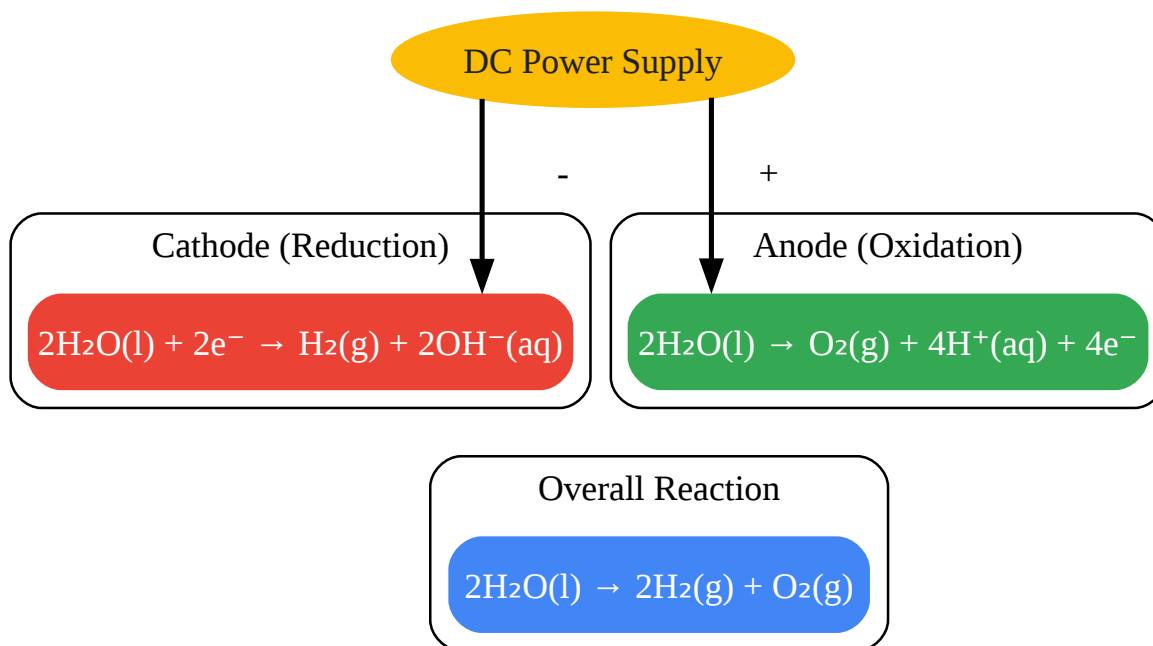 DC Power Supply
-
+
Cathode (Reduction)
2H₂O(l) + 2e⁻ → H₂(g) + 2OH⁻(aq)
Anode (Oxidation)
2H₂O(l) → O₂(g) + 4H⁺(aq) + 4e⁻
Overall Reaction
2H₂O(l) → 2H₂(g) + O₂(g)